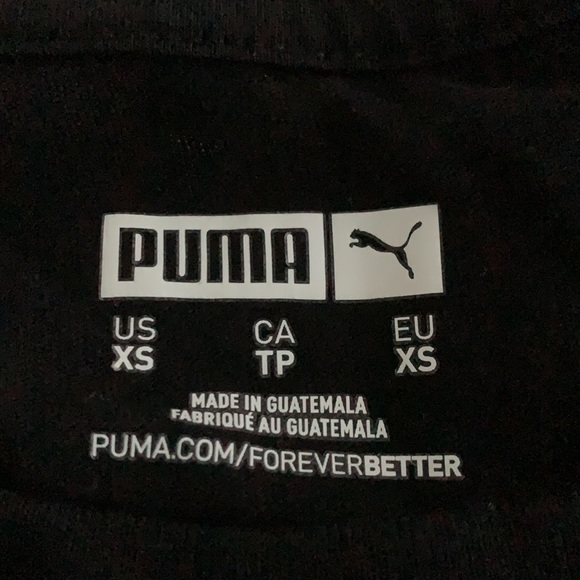 PUMA
US CA EU
XS TP XS
MADE IN GUATEMALA
FABRIQUÉ AU GUATEMALA
PUMA.COM/FOREVERBETTER